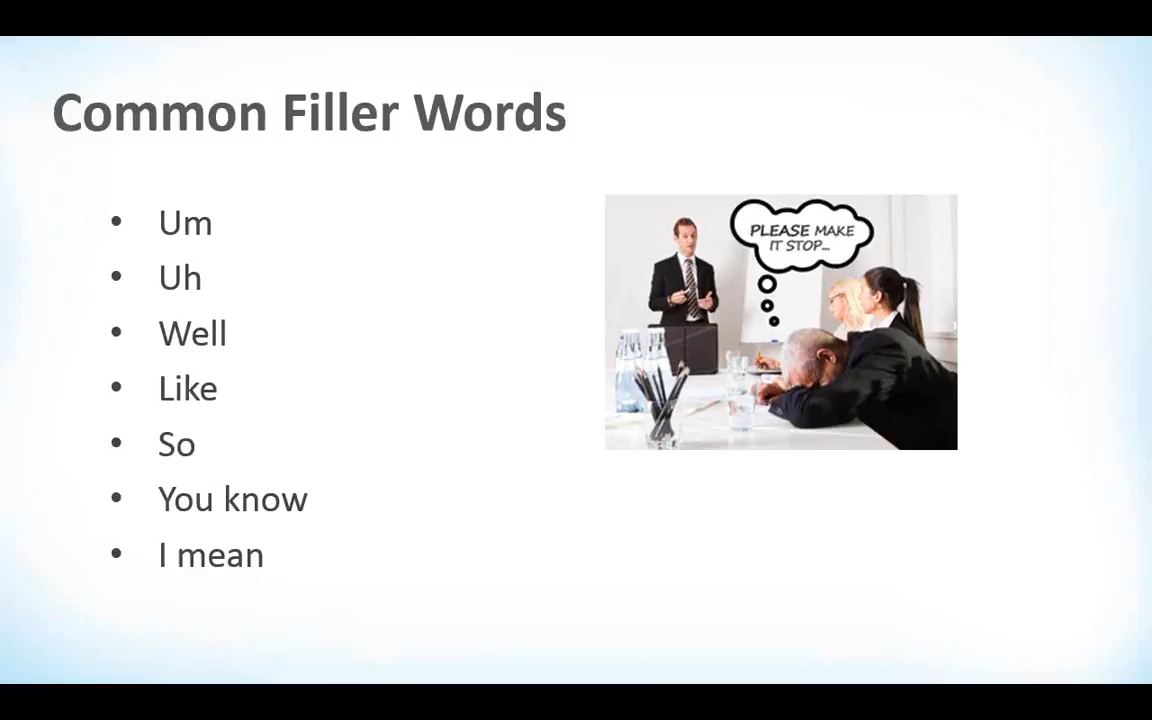 Common Filler Words
• Um
• Uh
• Well
• Like
• So
• You know
• I mean
PLEASE MAKE
IT STOP...